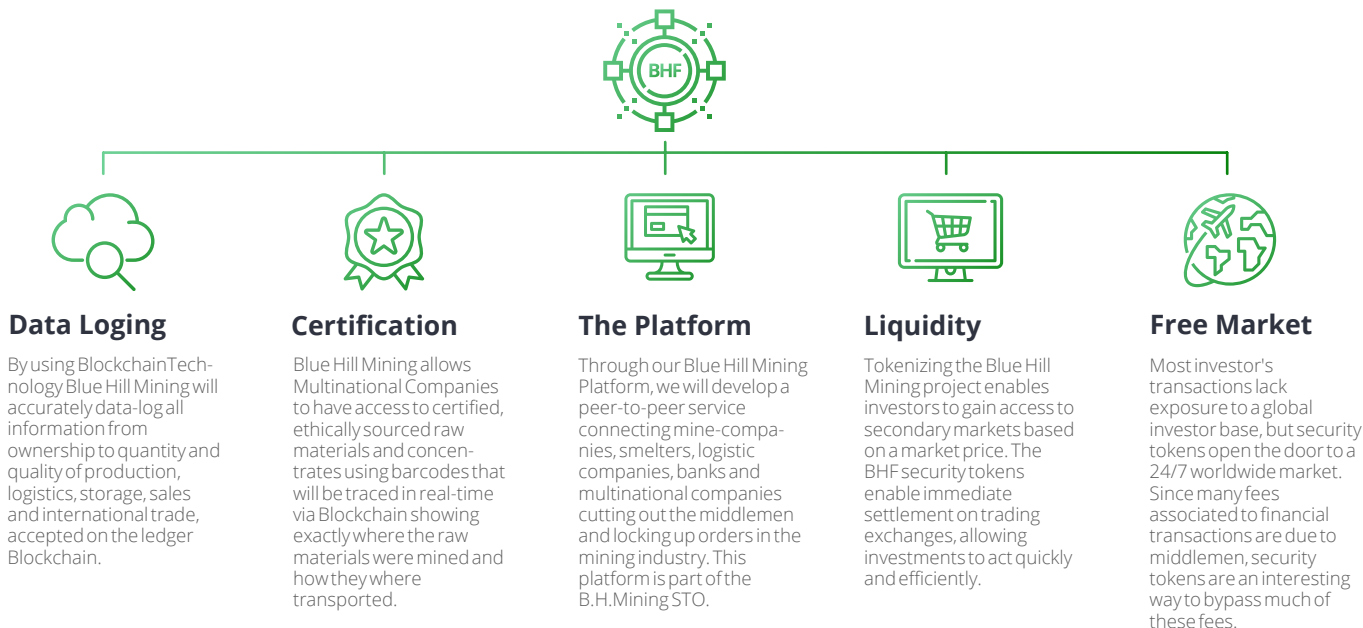 BHF
Data Loging
By using BlockchainTech-
nology Blue Hill Mining will
accurately data-log all
information from
ownership to quantity and
quality of production,
logistics, storage, sales
and international trade,
accepted on the ledger
Blockchain.
Certification
Blue Hill Mining allows
Multinational Companies
to have access to certified,
ethically sourced raw
materials and concen-
trates using barcodes that
will be traced in real-time
via Blockchain showing
exactly where the raw
materials were mined and
how they where
transported.
The Platform
Through our Blue Hill Mining
Platform, we will develop a
peer-to-peer service
connecting mine-compa-
nies, smelters, logistic
companies, banks and
multinational companies
cutting out the middlemen
and locking up orders in the
mining industry. This
platform is part of the
B.H.Mining STO.
Liquidity
Tokenizing the Blue Hill
Mining project enables
investors to gain access to
secondary markets based
on a market price. The
BHF security tokens
enable immediate
settlement on trading
exchanges, allowing
investments to act quickly
and efficiently.
Free Market
Most investor's
transactions lack
exposure to a global
investor base, but security
tokens open the door to a
24/7 worldwide market.
Since many fees
associated to financial
transactions are due to
middlemen, security
tokens are an interesting
way to bypass much of
these fees.